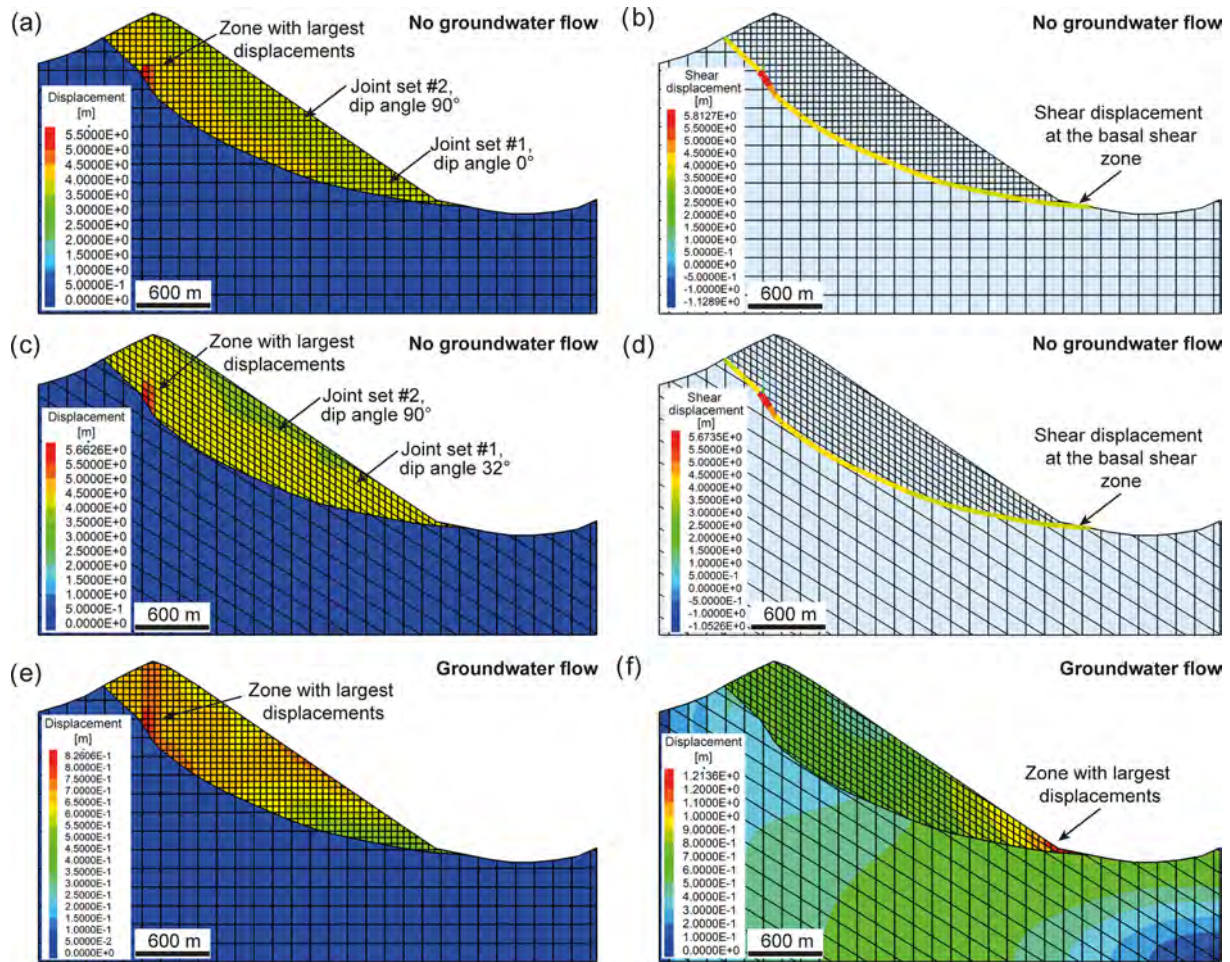 (a)
No groundwater flow
Zone with largest
displacements
Joint set #2,
dip angle 90°
Joint set #1,
dip angle 0°
Displacement
[m]
5.5000E+0
5.0000E+0
4.5000E+0
4.0000E+0
3.5000E+0
3.0000E+0
2.5000E+0
2.0000E+0
1.5000E+0
1.0000E+0
5.0000E-1
0.0000E+0
600 m
(b)
No groundwater flow
Shear
displacement
[m]
5.8127E+0
5.5000E+0
5.0000E+0
4.5000E+0
4.0000E+0
3.5000E+0
3.0000E+0
2.5000E+0
2.0000E+0
1.5000E+0
1.0000E+0
5.0000E-1
0.0000E+0
-5.0000E-1
-1.0000E+0
-1.1289E+0
Shear displacement
at the basal shear
zone
600 m
(c)
No groundwater flow
Zone with largest
displacements
Joint set #2,
dip angle 90°
Joint set #1,
dip angle 32°
Displacement
[m]
5.6626E+0
5.5000E+0
5.0000E+0
4.5000E+0
4.0000E+0
3.5000E+0
3.0000E+0
2.5000E+0
2.0000E+0
1.5000E+0
1.0000E+0
5.0000E-1
0.0000E+0
600 m
(d)
No groundwater flow
Shear
displacement
[m]
5.6735E+0
5.5000E+0
5.0000E+0
4.5000E+0
4.0000E+0
3.5000E+0
3.0000E+0
2.5000E+0
2.0000E+0
1.5000E+0
1.0000E+0
5.0000E-1
0.0000E+0
-5.0000E-1
-1.0000E+0
-1.0526E+0
Shear displacement
at the basal shear
zone
600 m
(e)
Groundwater flow
Zone with largest
displacements
Displacement
[m]
8.2606E-1
8.0000E-1
7.5000E-1
7.0000E-1
6.5000E-1
6.0000E-1
5.5000E-1
5.0000E-1
4.5000E-1
4.0000E-1
3.5000E-1
3.0000E-1
2.5000E-1
2.0000E-1
1.5000E-1
1.0000E-1
5.0000E-2
0.0000E+0
600 m
(f)
Groundwater flow
Displacement
[m]
1.2136E+0
1.2000E+0
1.1000E+0
1.0000E+0
9.0000E-1
8.0000E-1
7.0000E-1
6.0000E-1
5.0000E-1
4.0000E-1
3.0000E-1
2.0000E-1
1.0000E-1
0.0000E+0
Zone with largest
displacements
600 m